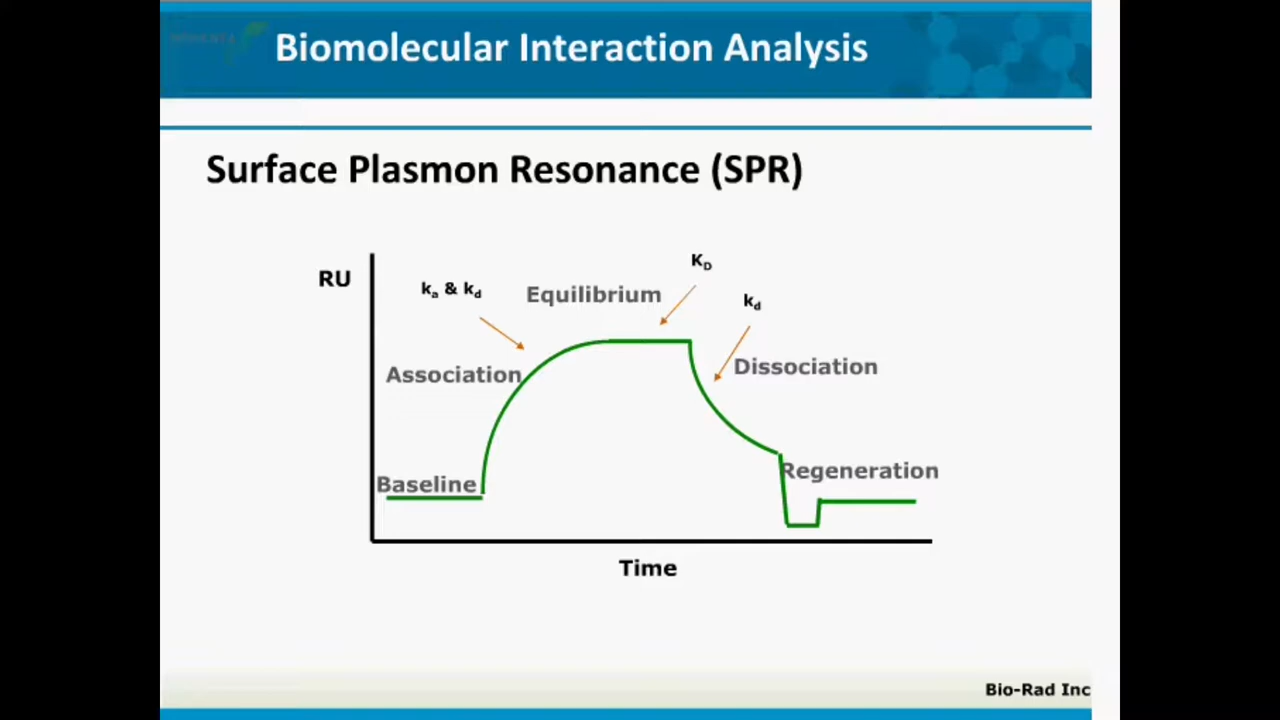 Biomolecular Interaction Analysis
Surface Plasmon Resonance (SPR)
RU
ka & kd
Equilibrium
KD
kd
Association
Dissociation
Baseline
Regeneration
Time
Bio-Rad Inc